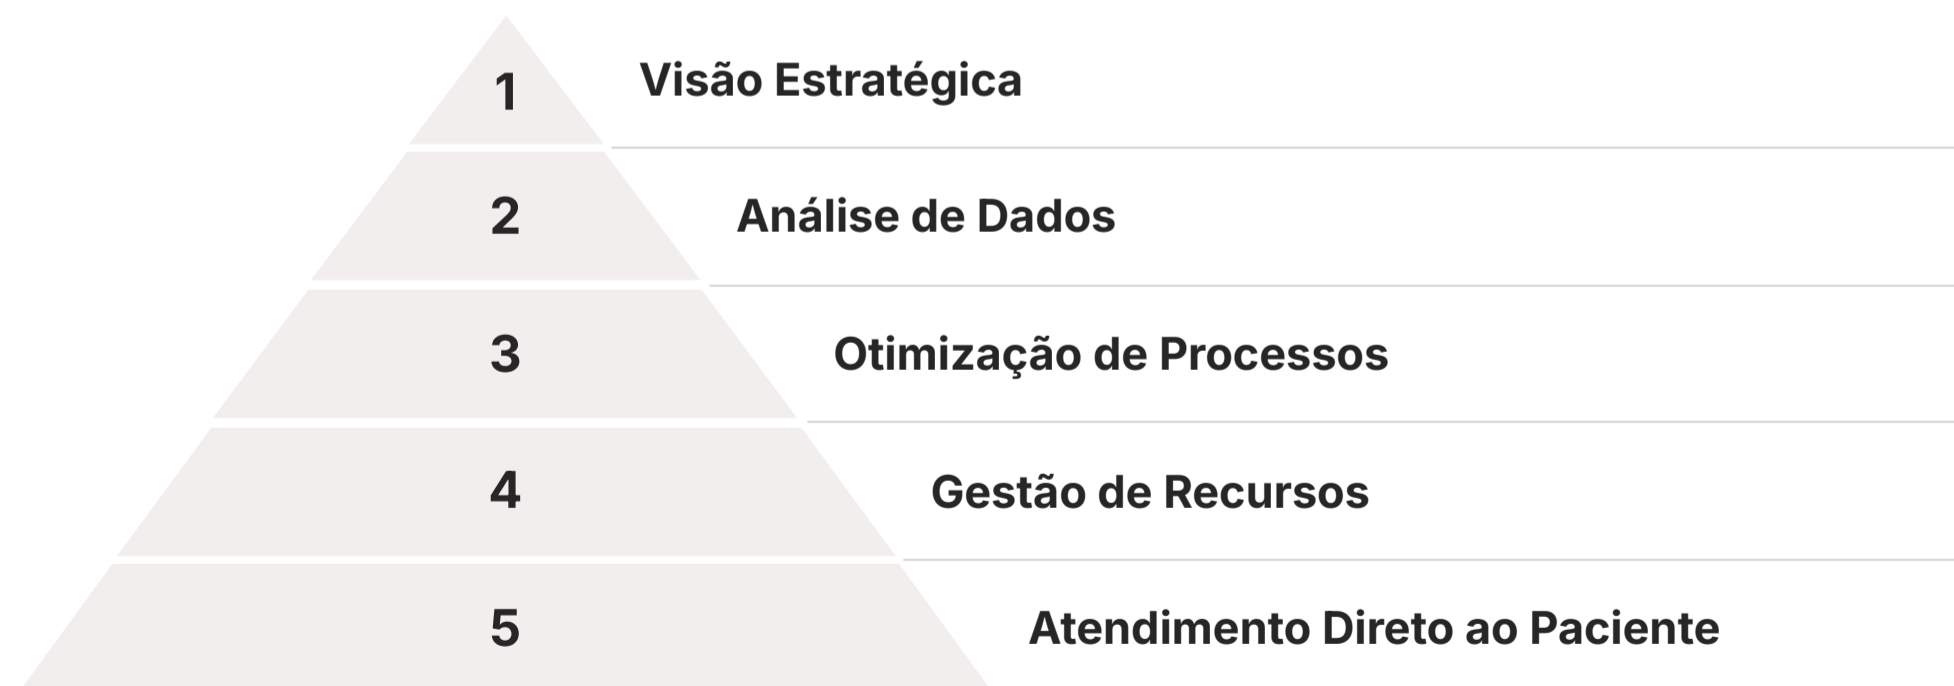 1
Visão Estratégica
2
Análise de Dados
3
Otimização de Processos
4
Gestão de Recursos
5
Atendimento Direto ao Paciente